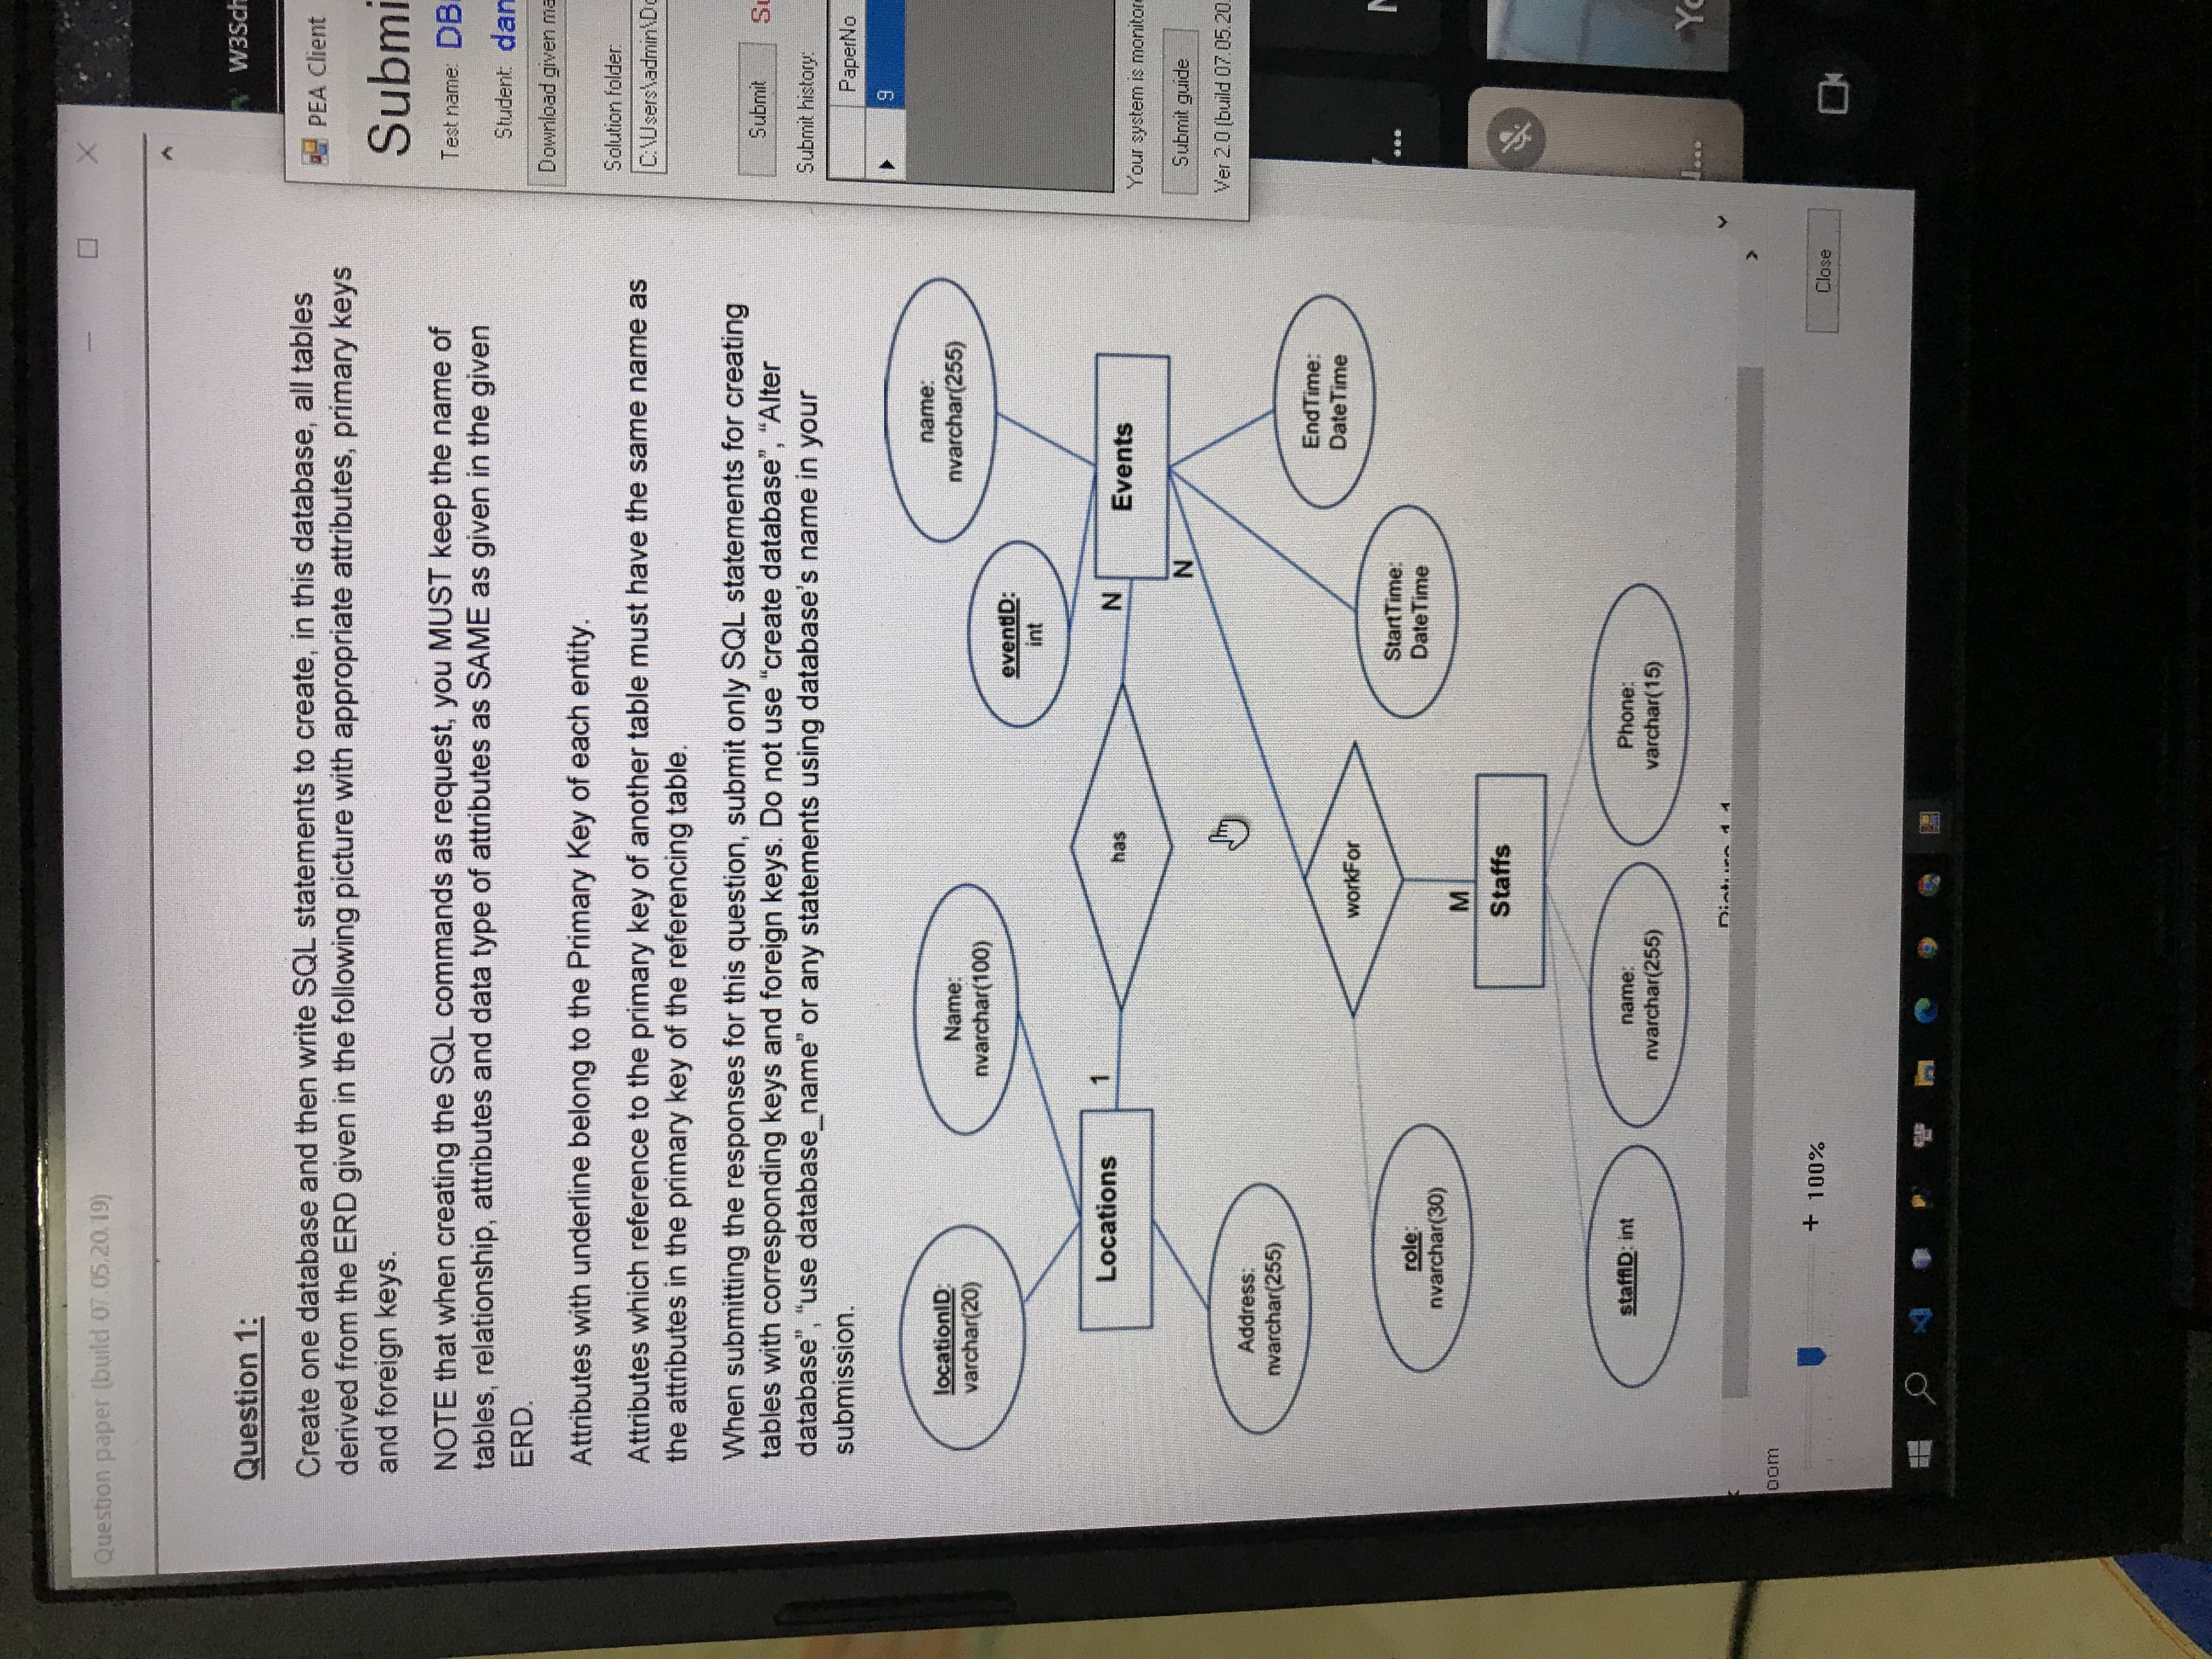 Question paper (build 07.05.20.19)
Question 1:
Create one database and then write SQL statements to create, in this database, all tables
derived from the ERD given in the following picture with appropriate attributes, primary keys
and foreign keys.
NOTE that when creating the SQL commands as request, you MUST keep the name of
tables, relationship, attributes and data type of attributes as SAME as given in the given
ERD.
Attributes with underline belong to the Primary Key of each entity.
Attributes which reference to the primary key of another table must have the same name as
the attributes in the primary key of the referencing table.
When submitting the responses for this question, submit only SQL statements for creating
tables with corresponding keys and foreign keys. Do not use “create database”, “Alter
database”, “use database_name” or any statements using database's name in your
submission.
locationID:
varchar(20)
Name:
nvarchar(100)
name:
nvarchar(255)
eventID:
int
Locations
1
has
N
Events
N
Address:
nvarchar(255)
EndTime:
DateTime
workFor
StartTime:
DateTime
role:
nvarchar(30)
M
Staffs
staffID: int
name:
nvarchar(255)
Phone:
varchar(15)
Picture 1.1
oom
+ 100%
Close
W3Sch
PEA Client
Submi
Test name: DB
Student: dan
Download given ma
Solution folder:
C:\Users\admin\Do
Submit
Su
Submit history:
PaperNo
9
Your system is monitor
Submit guide
Ver 2.0 (build 07.05.20.
...
N
...
Yo